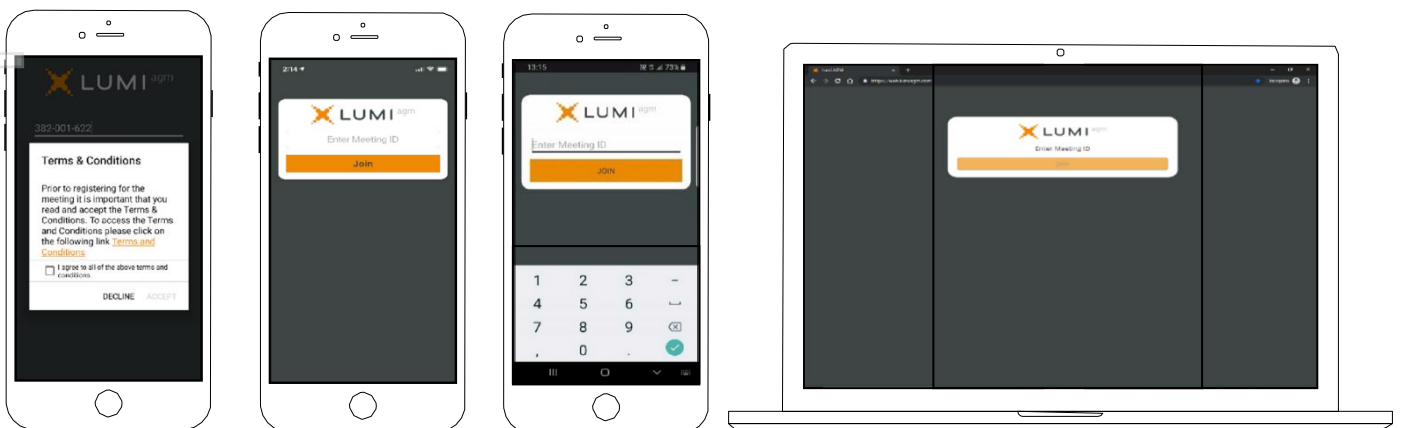 LUMI agm
382-001-622
Terms & Conditions
Prior to registering for the
meeting it is important that you
read and accept the Terms &
Conditions. To access the Terms
and Conditions please click on
the following link Terms and
Conditions
I agree to all of the above terms and
conditions
DECLINE ACCEPT
2:14
LUMI agm
Enter Meeting ID
Join
13:15 73%
LUMI agm
Enter Meeting ID
JOIN
1 2 3 -
4 5 6
7 8 9
, 0 .
LUMI agm
Enter Meeting ID
Join